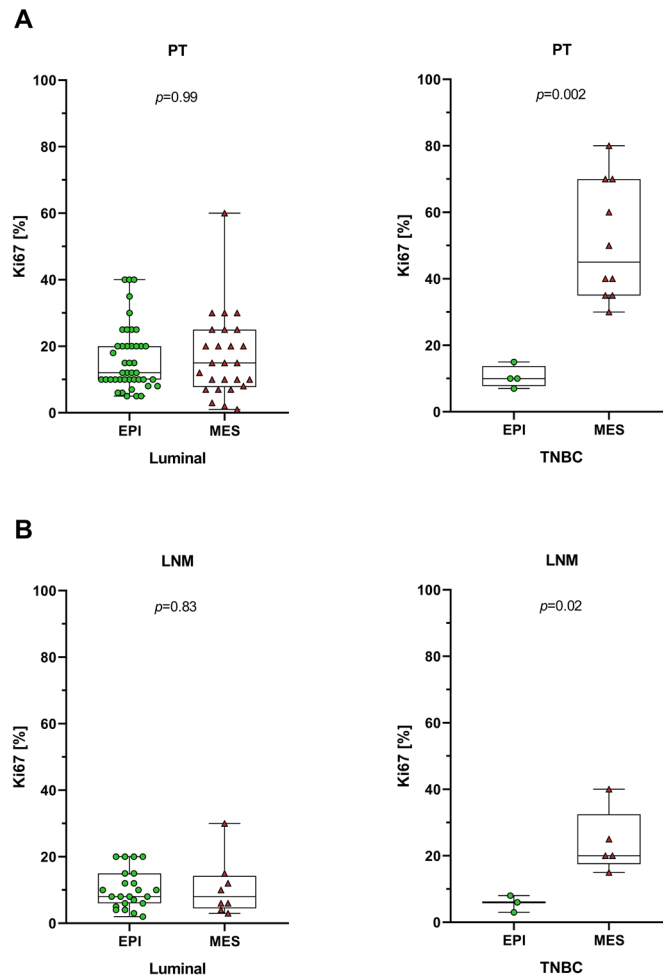 A
PT
PT
p=0.99
p=0.002
Ki67 [%]
100
80
60
40
20
0
EPI
MES
Luminal
Ki67 [%]
100
80
60
40
20
0
EPI
MES
TNBC
B
LNM
LNM
p=0.83
p=0.02
Ki67 [%]
100
80
60
40
20
0
EPI
MES
Luminal
Ki67 [%]
100
80
60
40
20
0
EPI
MES
TNBC